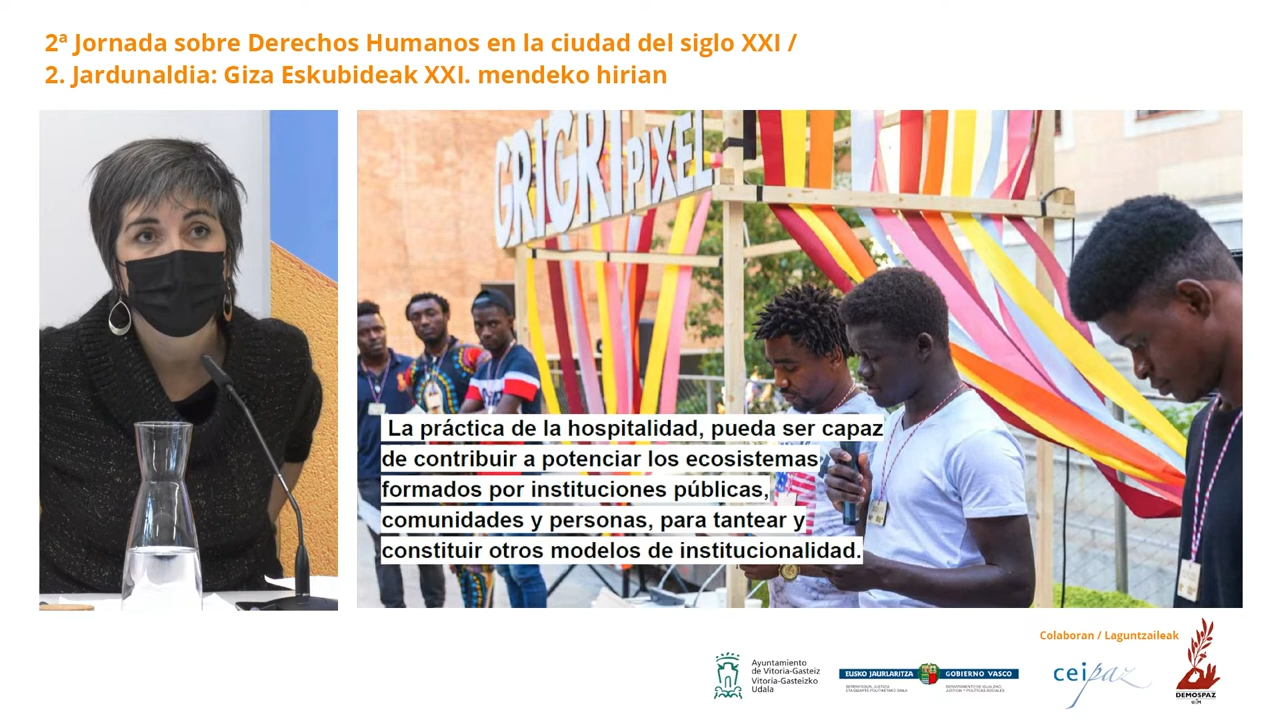 2ª Jornada sobre Derechos Humanos en la ciudad del siglo XXI /
2. Jardunaldia: Giza Eskubideak XXI. mendeko hirian
GRIGRI PIXEL
La práctica de la hospitalidad, pueda ser capaz
de contribuir a potenciar los ecosistemas
formados por instituciones públicas,
comunidades y personas, para tantear y
constituir otros modelos de institucionalidad.
Colaboran / Laguntzaileak
Ayuntamiento
de Vitoria-Gasteiz
Vitoria-Gasteizko
Udala
EUSKO JAURLARITZA
GOBIERNO VASCO
ceipaz
DEMOSPAZ